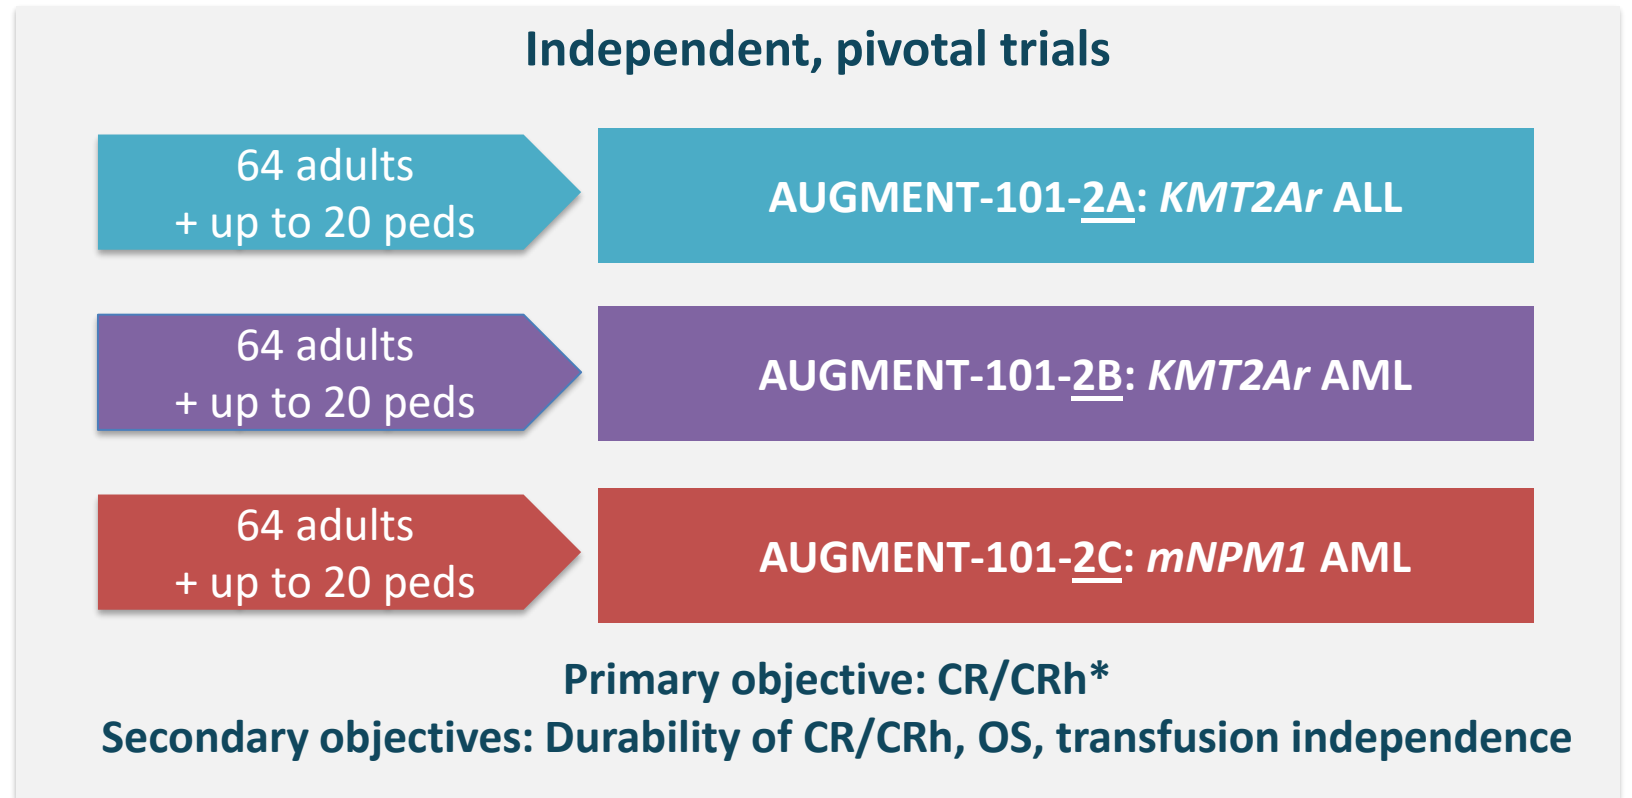 Independent, pivotal trials
64 adults
+ up to 20 peds
AUGMENT-101-2A: KMT2Ar ALL
64 adults
+ up to 20 peds
AUGMENT-101-2B: KMT2Ar AML
64 adults
+ up to 20 peds
AUGMENT-101-2C: mNPM1 AML
Primary objective: CR/CRh*
Secondary objectives: Durability of CR/CRh, OS, transfusion independence